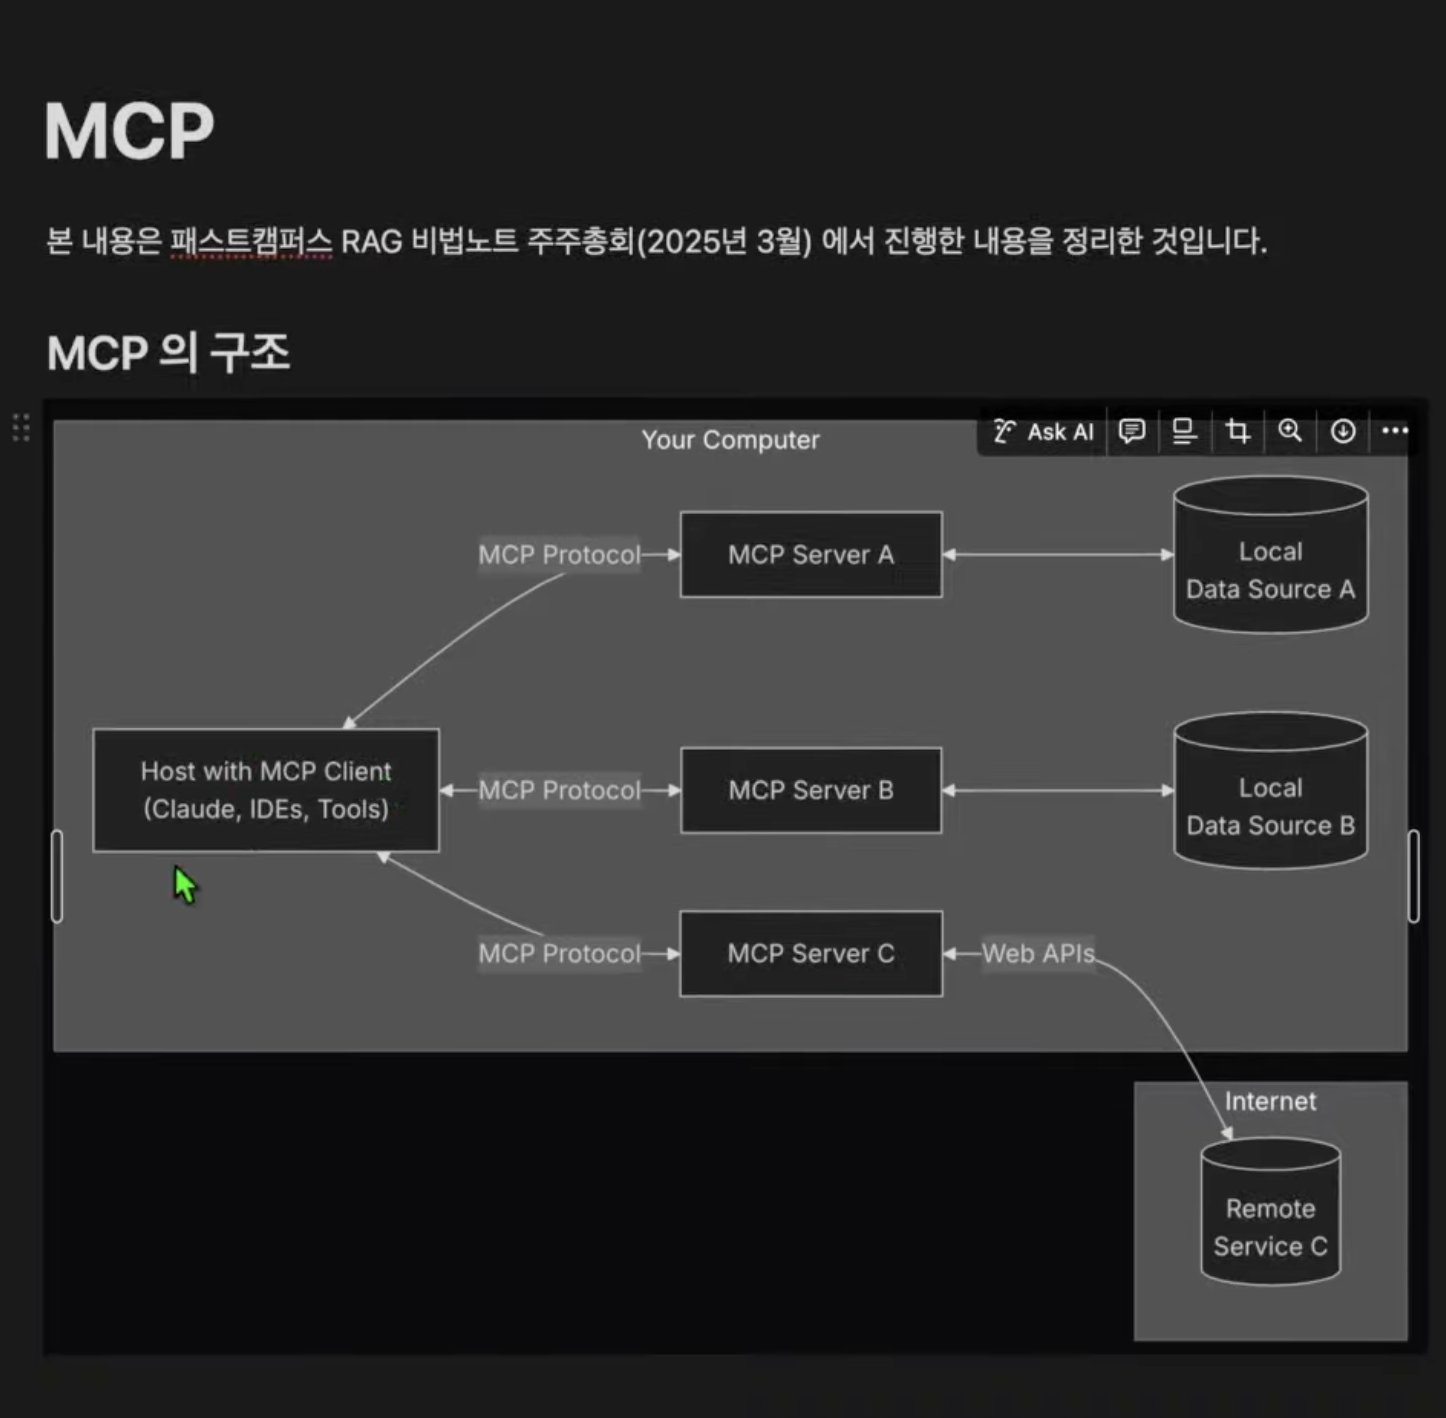 MCP
본 내용은 패스트캠퍼스 RAG 비법노트 주주총회(2025년 3월) 에서 진행한 내용을 정리한 것입니다.
MCP 의 구조
Your Computer
Ask AI
MCP Protocol
MCP Server A
Local
Data Source A
Host with MCP Client
(Claude, IDEs, Tools)
MCP Protocol
MCP Server B
Local
Data Source B
MCP Protocol
MCP Server C
Web APIs
Internet
Remote
Service C